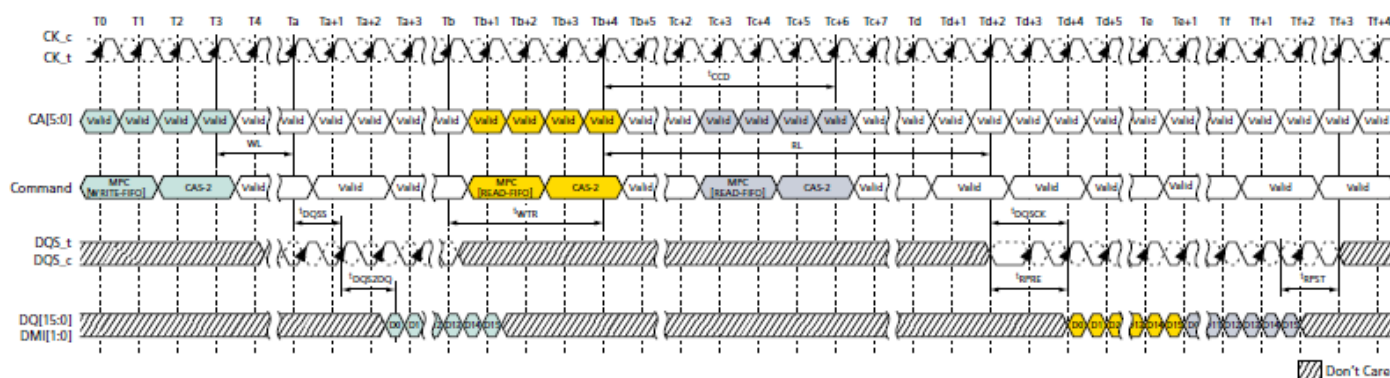 T0 T1 T2 T3 T4 Ta Ta+1 Ta+2 Ta+3 Tb Tb+1 Tb+2 Tb+3 Tb+4 Tb+5 Tc+2 Tc+3 Tc+4 Tc+5 Tc+6 Tc+7 Td Td+1 Td+2 Td+3 Td+4 Td+5 Te Te+1 Tf Tf+1 Tf+2 Tf+3 Tf+4
CK_c
CK_t
tCCD
CA[5:0] Valid Valid Valid Valid Valid Valid Valid Valid Valid Valid Valid Valid Valid Valid Valid Valid Valid Valid Valid Valid Valid Valid Valid Valid Valid Valid Valid Valid Valid Valid
WL RL
Command MPC [WRITE-FIFO] CAS-2 Valid Valid Valid MPC [READ-FIFO] CAS-2 Valid Valid MPC [READ-FIFO] CAS-2 Valid Valid Valid Valid Valid Valid Valid
tDQSS tWTR tDQSCK
DQS_t
DQS_c
tDQS2DQ tRPRE tRPST
DQ[15:0] D0 D1 D13 D14 D15 D0 D1 D2 D14 D15 D0 D12 D13 D14 D15
DMI[1:0]
Don't Care